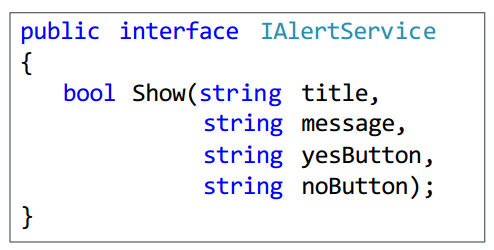 public interface IAlertService
{
bool Show(string title,
string message,
string yesButton,
string noButton);
}